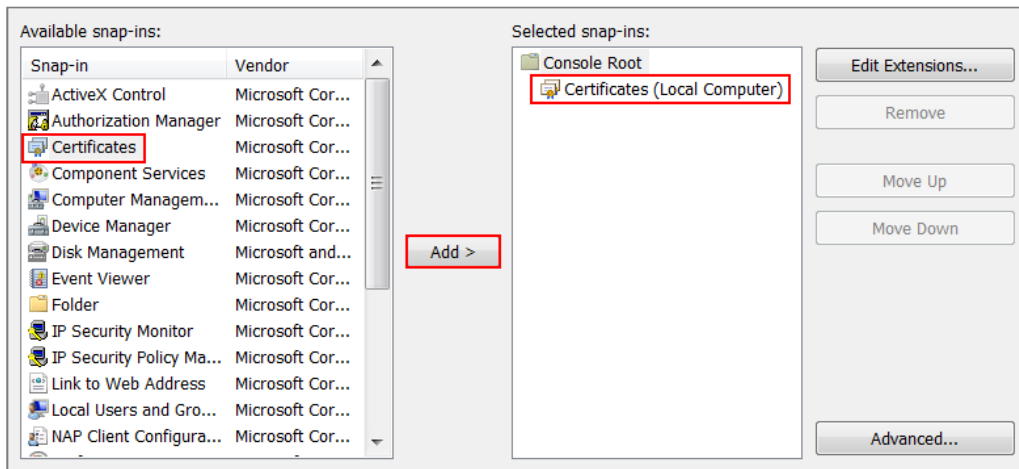 Available snap-ins:
Snap-in Vendor
ActiveX Control Microsoft Cor...
Authorization Manager Microsoft Cor...
Certificates Microsoft Cor...
Component Services Microsoft Cor...
Computer Managem... Microsoft Cor...
Device Manager Microsoft Cor...
Disk Management Microsoft and...
Event Viewer Microsoft Cor...
Folder Microsoft Cor...
IP Security Monitor Microsoft Cor...
IP Security Policy Ma... Microsoft Cor...
Link to Web Address Microsoft Cor...
Local Users and Gro... Microsoft Cor...
NAP Client Configura... Microsoft Cor...
Add >
Selected snap-ins:
Console Root
Certificates (Local Computer)
Edit Extensions...
Remove
Move Up
Move Down
Advanced...